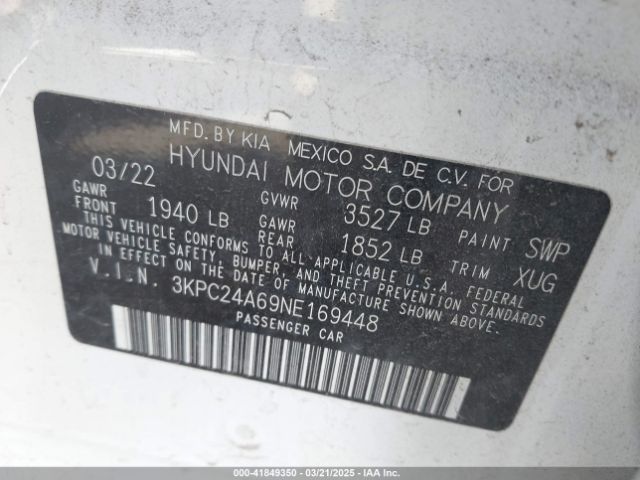 MFD. BY KIA MEXICO S.A. DE C.V. FOR
HYUNDAI MOTOR COMPANY
03/22
GAWR FRONT 1940 LB
GVWR 3527 LB
GAWR REAR 1852 LB
PAINT SWP
TRIM XUG
THIS VEHICLE CONFORMS TO ALL APPLICABLE U.S. FEDERAL
MOTOR VEHICLE SAFETY, BUMPER, AND THEFT PREVENTION STANDARDS
IN EFFECT ON THE DATE OF MANUFACTURE SHOWN ABOVE.
V.I.N. 3KPC24A69NE169448
PASSENGER CAR
000-41849350 - 03/21/2025 - IAA Inc.